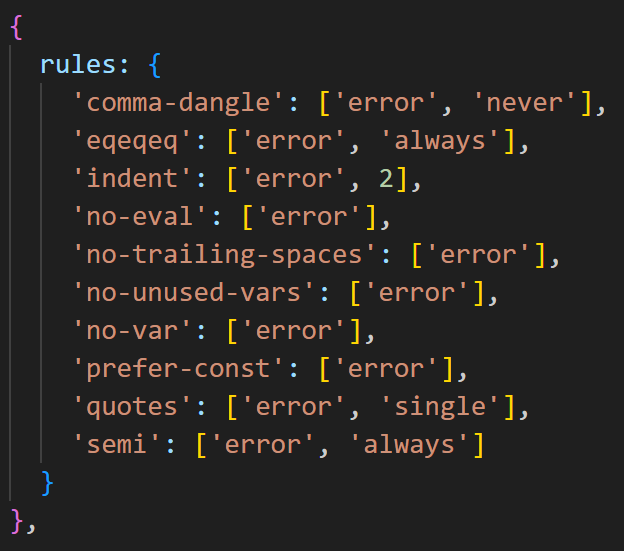 {
  rules: {
    'comma-dangle': ['error', 'never'],
    'eqeqeq': ['error', 'always'],
    'indent': ['error', 2],
    'no-eval': ['error'],
    'no-trailing-spaces': ['error'],
    'no-unused-vars': ['error'],
    'no-var': ['error'],
    'prefer-const': ['error'],
    'quotes': ['error', 'single'],
    'semi': ['error', 'always']
  }
},